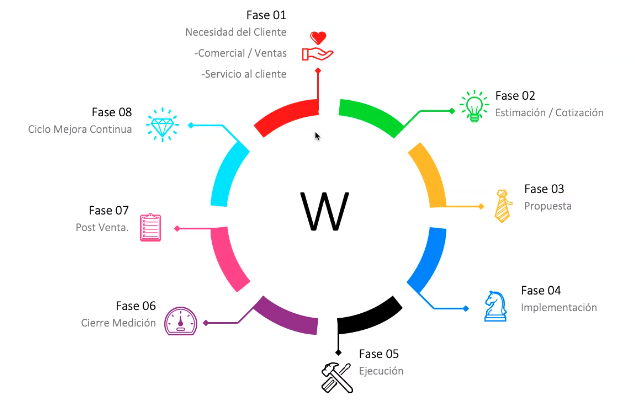 Fase 01
Necesidad del Cliente
-Comercial / Ventas
-Servicio al cliente
Fase 02
Estimación / Cotización
Fase 03
Propuesta
Fase 04
Implementación
Fase 05
Ejecución
Fase 06
Cierre Medición
Fase 07
Post Venta.
Fase 08
Ciclo Mejora Continua
W